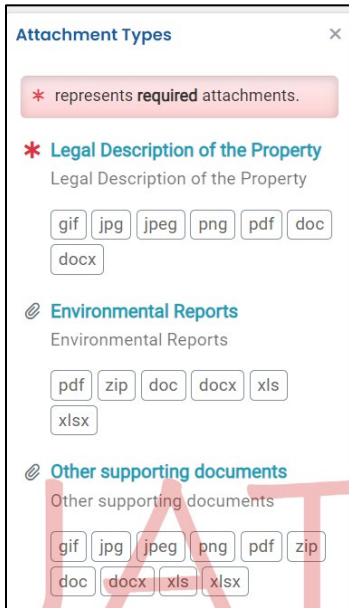 Attachment Types ×
* represents required attachments.
* Legal Description of the Property
Legal Description of the Property
gif jpg jpeg png pdf doc
docx
Environmental Reports
Environmental Reports
pdf zip doc docx xls
xlsx
Other supporting documents
Other supporting documents
gif jpg jpeg png pdf zip
doc docx xls xlsx